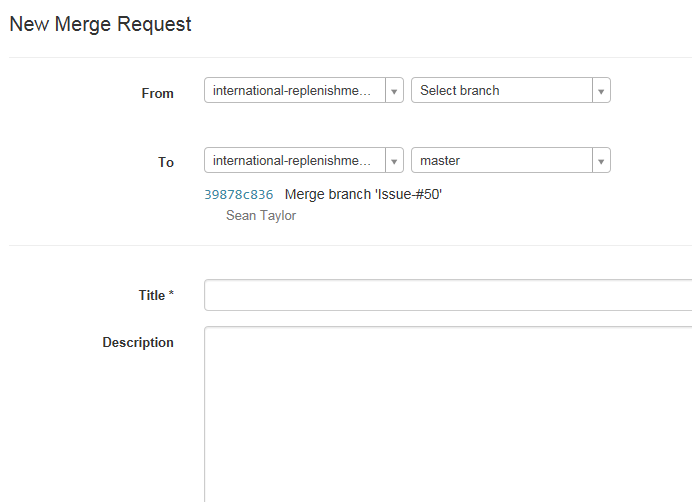 New Merge Request
From international-replenishme... Select branch
To international-replenishme... master
39878c836 Merge branch 'Issue-#50'
Sean Taylor
Title *
Description